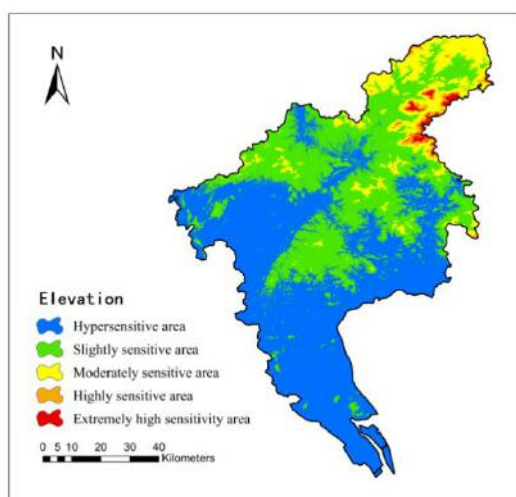 N
Elevation
Hypersensitive area
Slightly sensitive area
Moderately sensitive area
Highly sensitive area
Extremely high sensitivity area
0 5 10 20 30 40
Kilometers